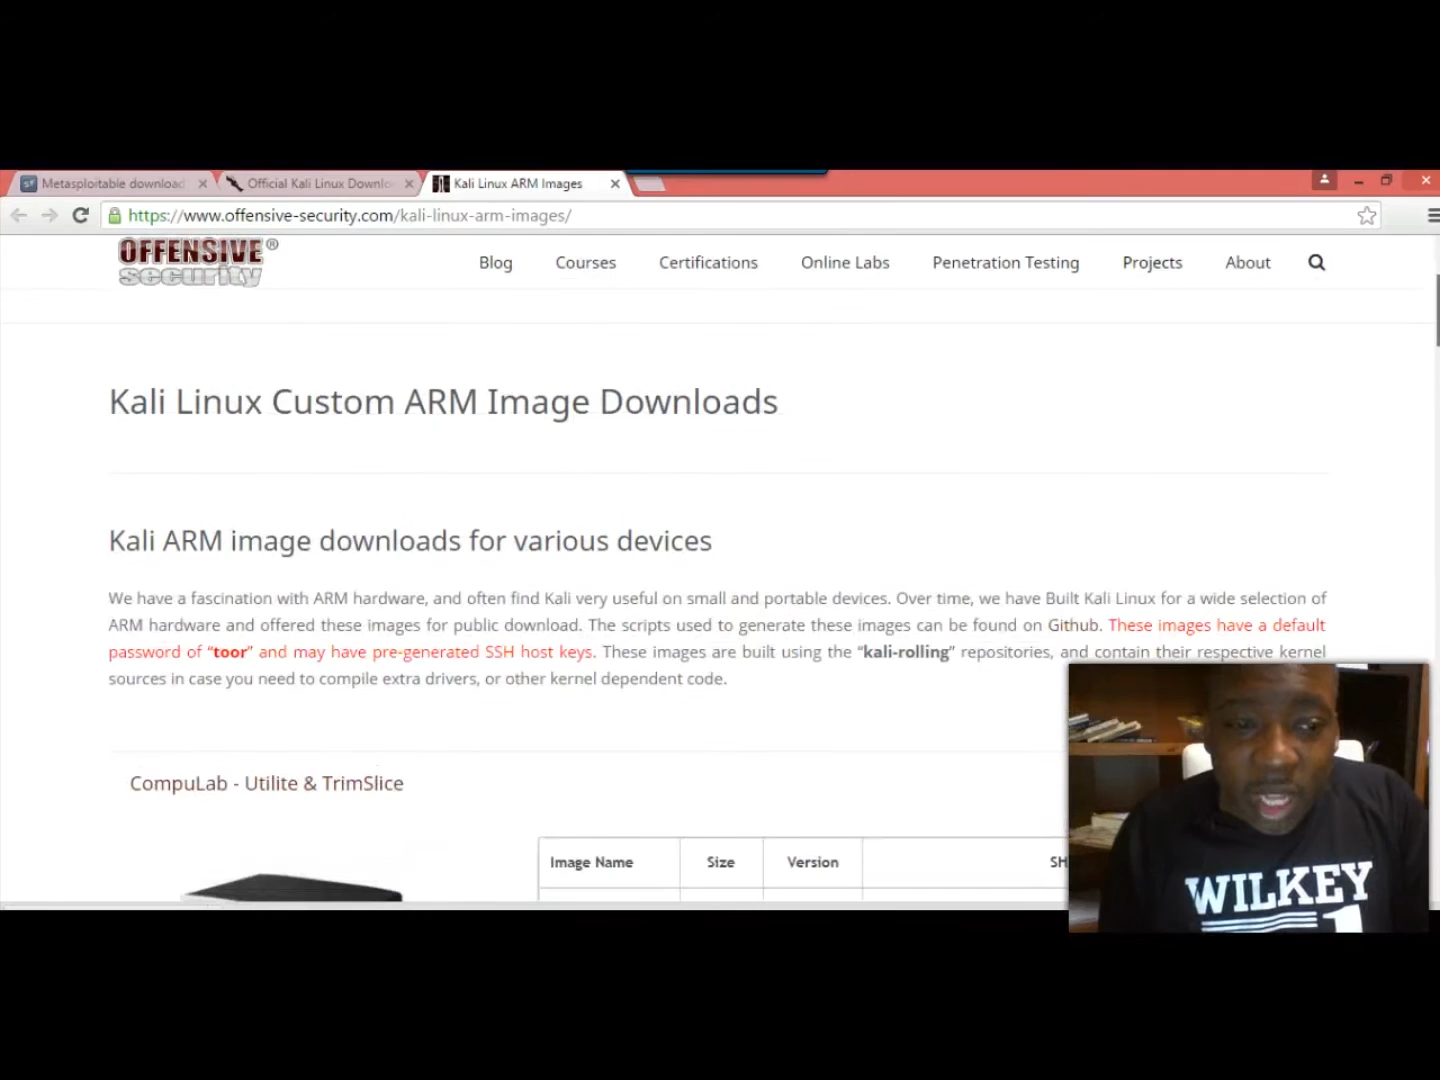 Metasploitable download
Official Kali Linux Downlo
Kali Linux ARM Images
https://www.offensive-security.com/kali-linux-arm-images/
OFFENSIVE®
security
Blog
Courses
Certifications
Online Labs
Penetration Testing
Projects
About
Kali Linux Custom ARM Image Downloads
Kali ARM image downloads for various devices
We have a fascination with ARM hardware, and often find Kali very useful on small and portable devices. Over time, we have Built Kali Linux for a wide selection of
ARM hardware and offered these images for public download. The scripts used to generate these images can be found on Github. These images have a default
password of “toor” and may have pre-generated SSH host keys. These images are built using the “kali-rolling” repositories, and contain their respective kernel
sources in case you need to compile extra drivers, or other kernel dependent code.
CompuLab - Utilite & TrimSlice
Image Name
Size
Version
SH
WILKEY
1